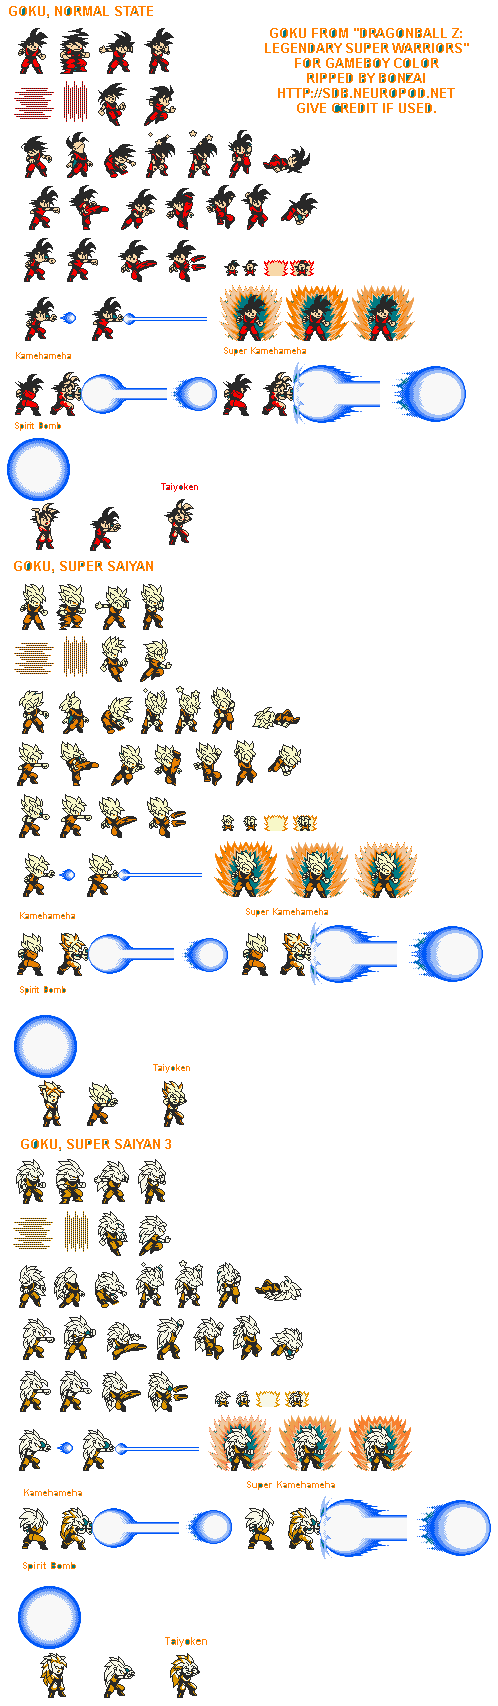 GOKU, NORMAL STATE
GOKU FROM "DRAGONBALL Z:
LEGENDARY SUPER WARRIORS"
FOR GAMEBOY COLOR
RIPPED BY BONZAI
HTTP://SDB.NEUROPOD.NET
GIVE CREDIT IF USED.
Kamehameha
Super Kamehameha
Spirit Bomb
Taiyoken
GOKU, SUPER SAIYAN
Kamehameha
Super Kamehameha
Spirit Bomb
Taiyoken
GOKU, SUPER SAIYAN 3
Kamehameha
Super Kamehameha
Spirit Bomb
Taiyoken